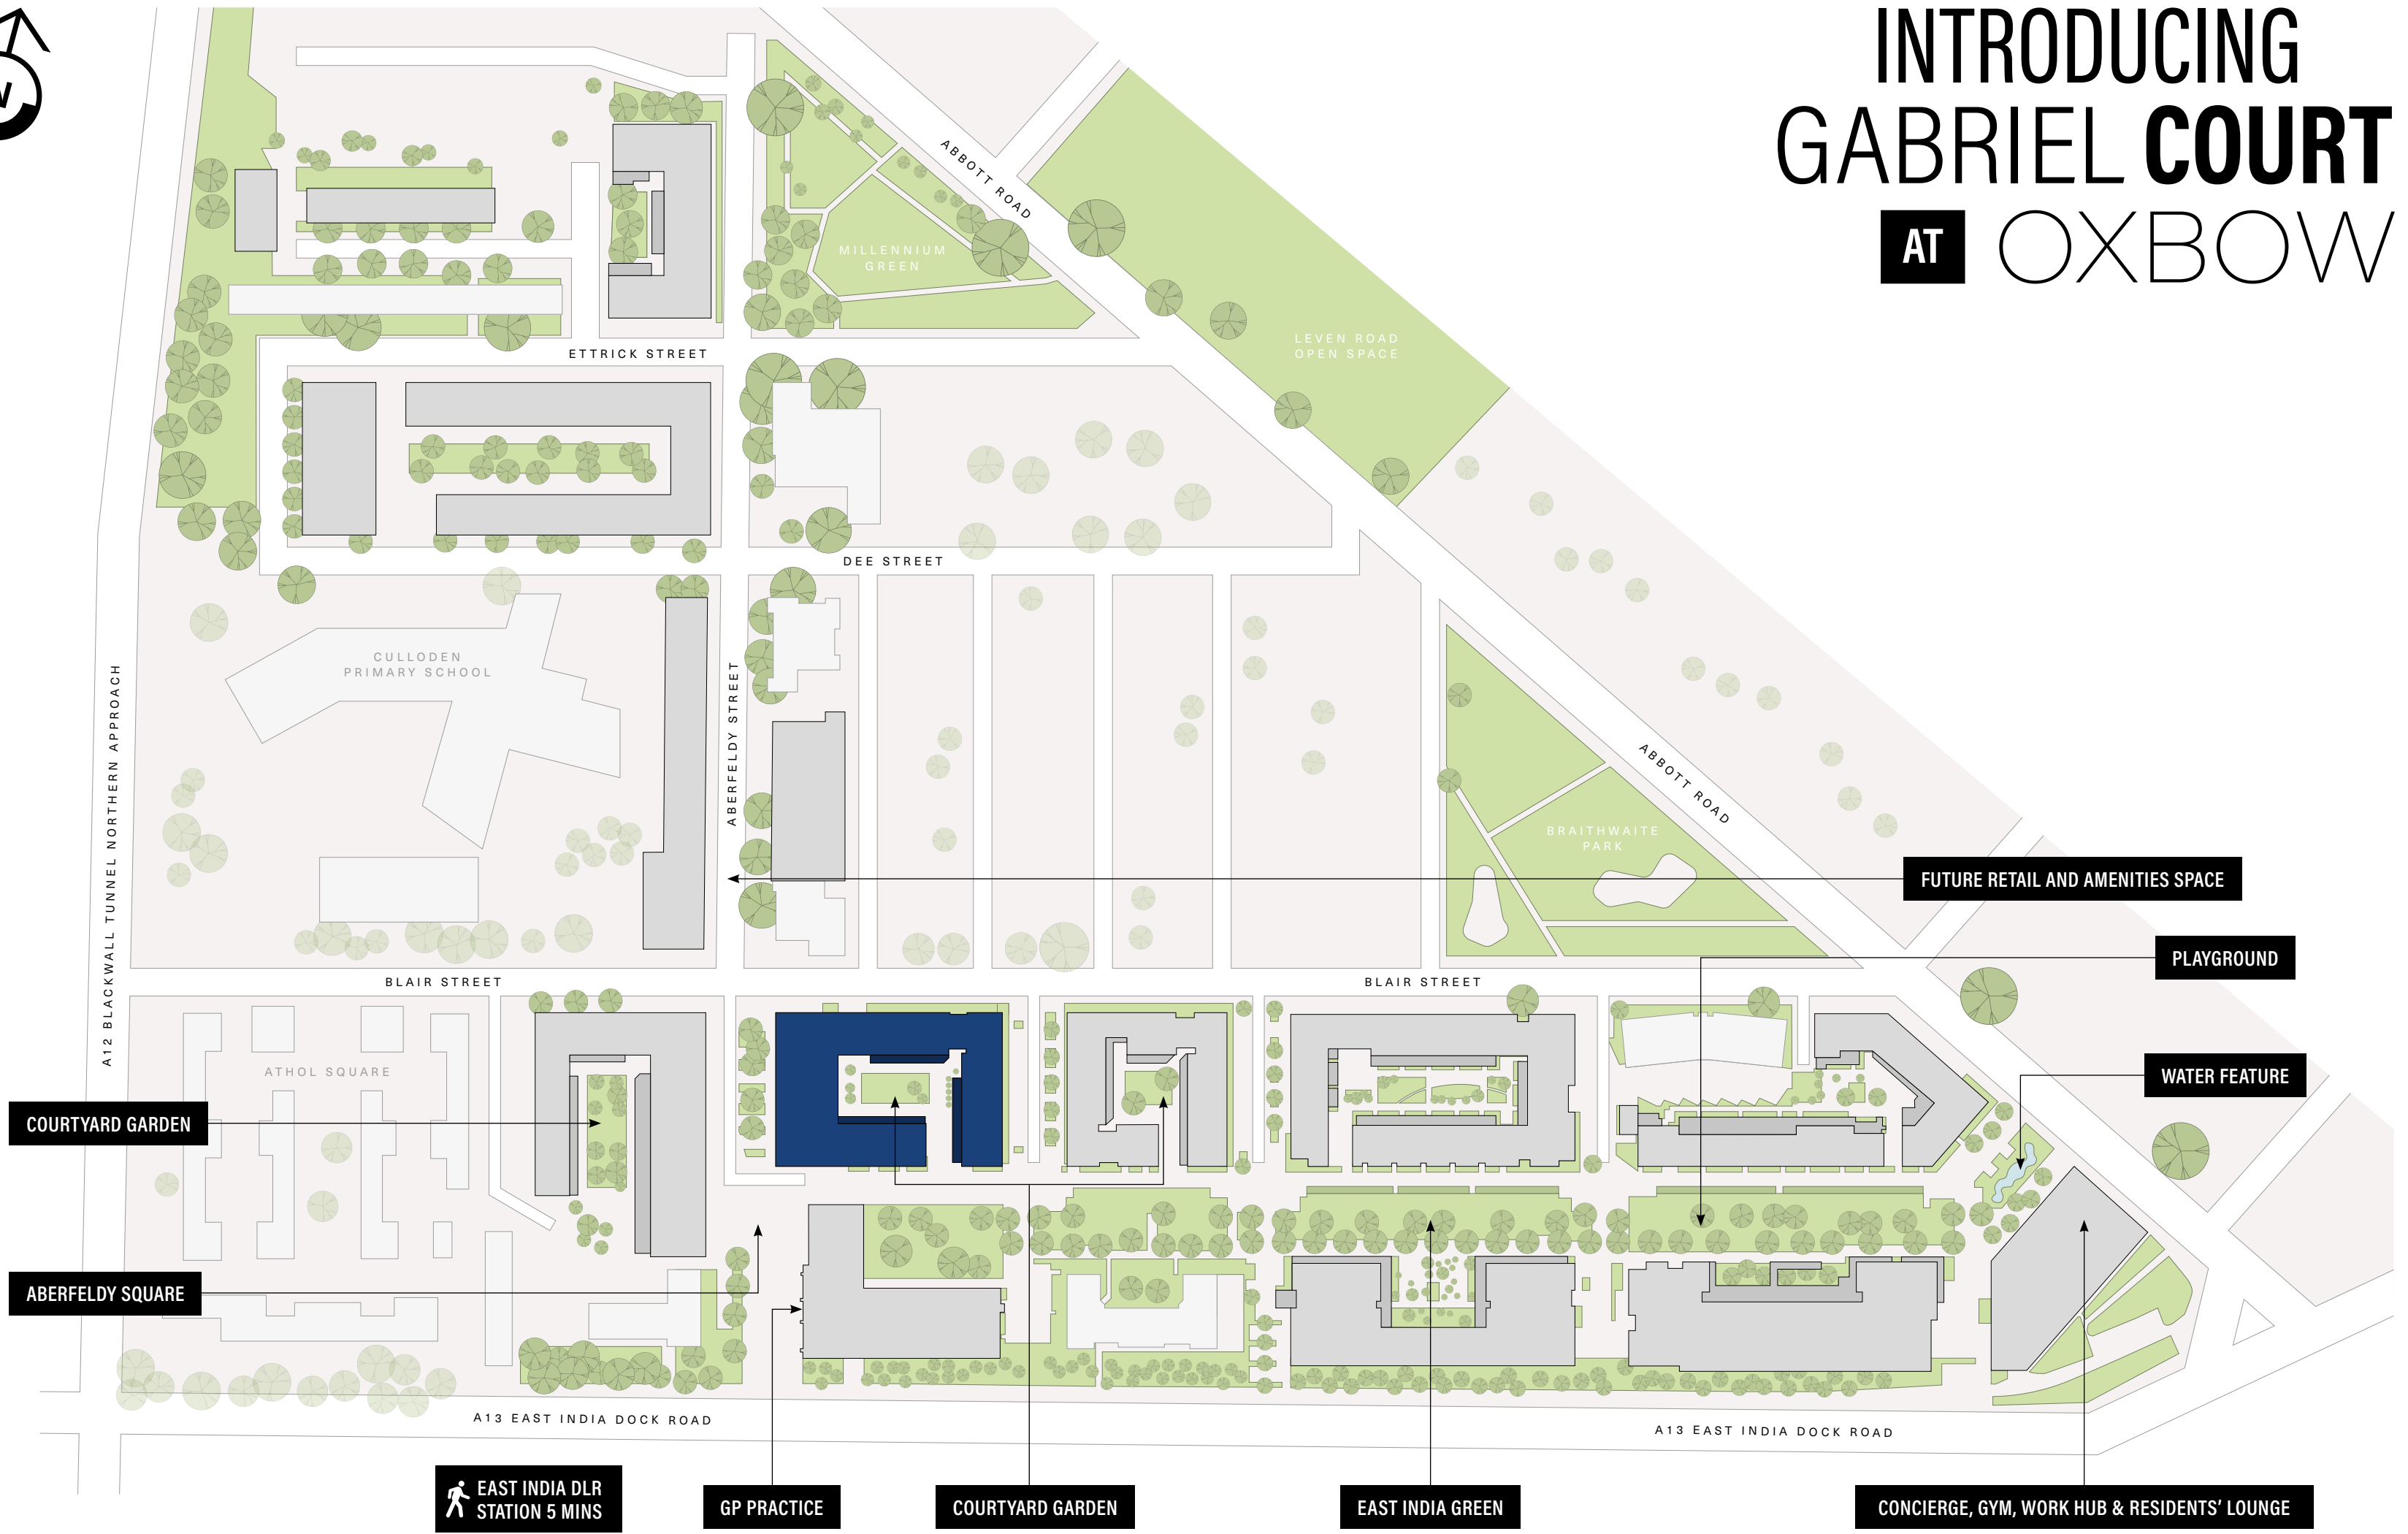 INTRODUCING
GABRIEL COURT
AT OXBOW
N
ABBOTT ROAD
MILLENNIUM
GREEN
LEVEN ROAD
OPEN SPACE
ETTRICK STREET
DEE STREET
CULLODEN
PRIMARY SCHOOL
A12 BLACKWALL TUNNEL NORTHERN APPROACH
ABERFELDY STREET
ABBOTT ROAD
BRAITHWAITE
PARK
FUTURE RETAIL AND AMENITIES SPACE
PLAYGROUND
BLAIR STREET
BLAIR STREET
WATER FEATURE
ATHOL SQUARE
COURTYARD GARDEN
ABERFELDY SQUARE
A13 EAST INDIA DOCK ROAD
A13 EAST INDIA DOCK ROAD
EAST INDIA DLR
STATION 5 MINS
GP PRACTICE
COURTYARD GARDEN
EAST INDIA GREEN
CONCIERGE, GYM, WORK HUB & RESIDENTS’ LOUNGE